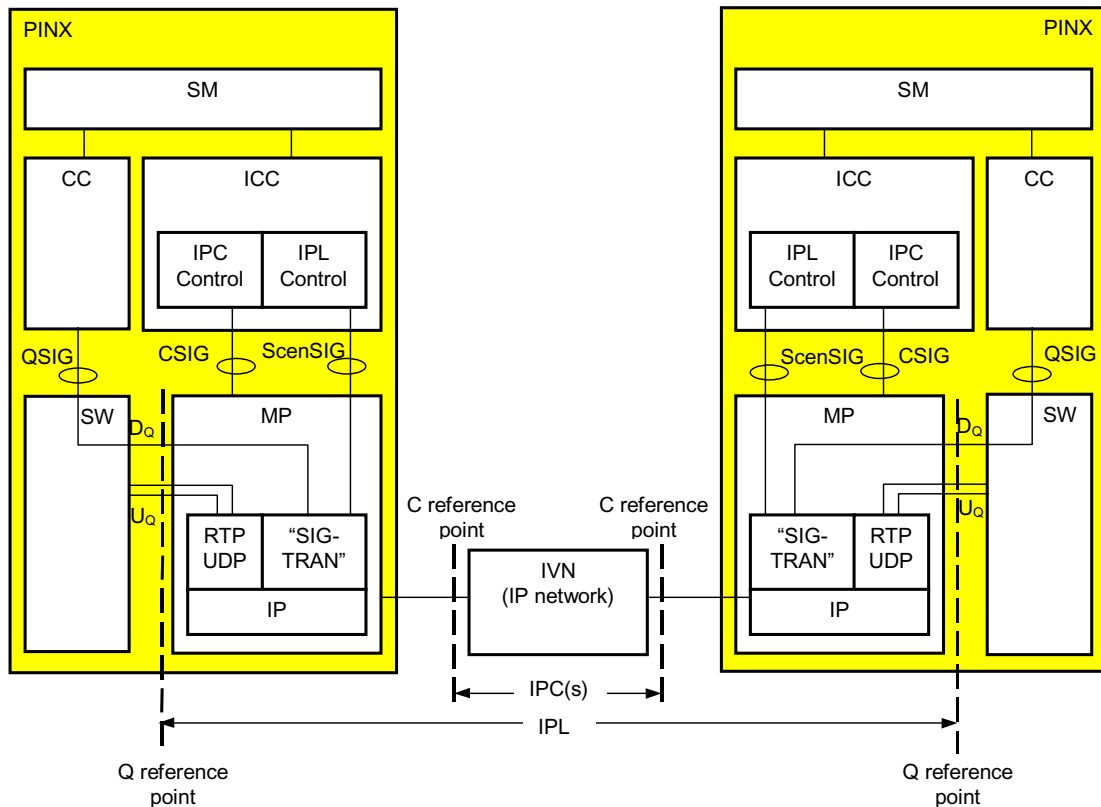 PINX
PINX
SM
SM
CC
ICC
ICC
CC
IPC
Control
IPL
Control
IPL
Control
IPC
Control
QSIG
CSIG
ScenSIG
ScenSIG
CSIG
QSIG
SW
MP
MP
SW
DQ
DQ
UQ
UQ
RTP
UDP
“SIG-
TRAN”
IP
C reference
point
C reference
point
IVN
(IP network)
“SIG-
TRAN”
RTP
UDP
IP
IPC(s)
IPL
Q reference
point
Q reference
point